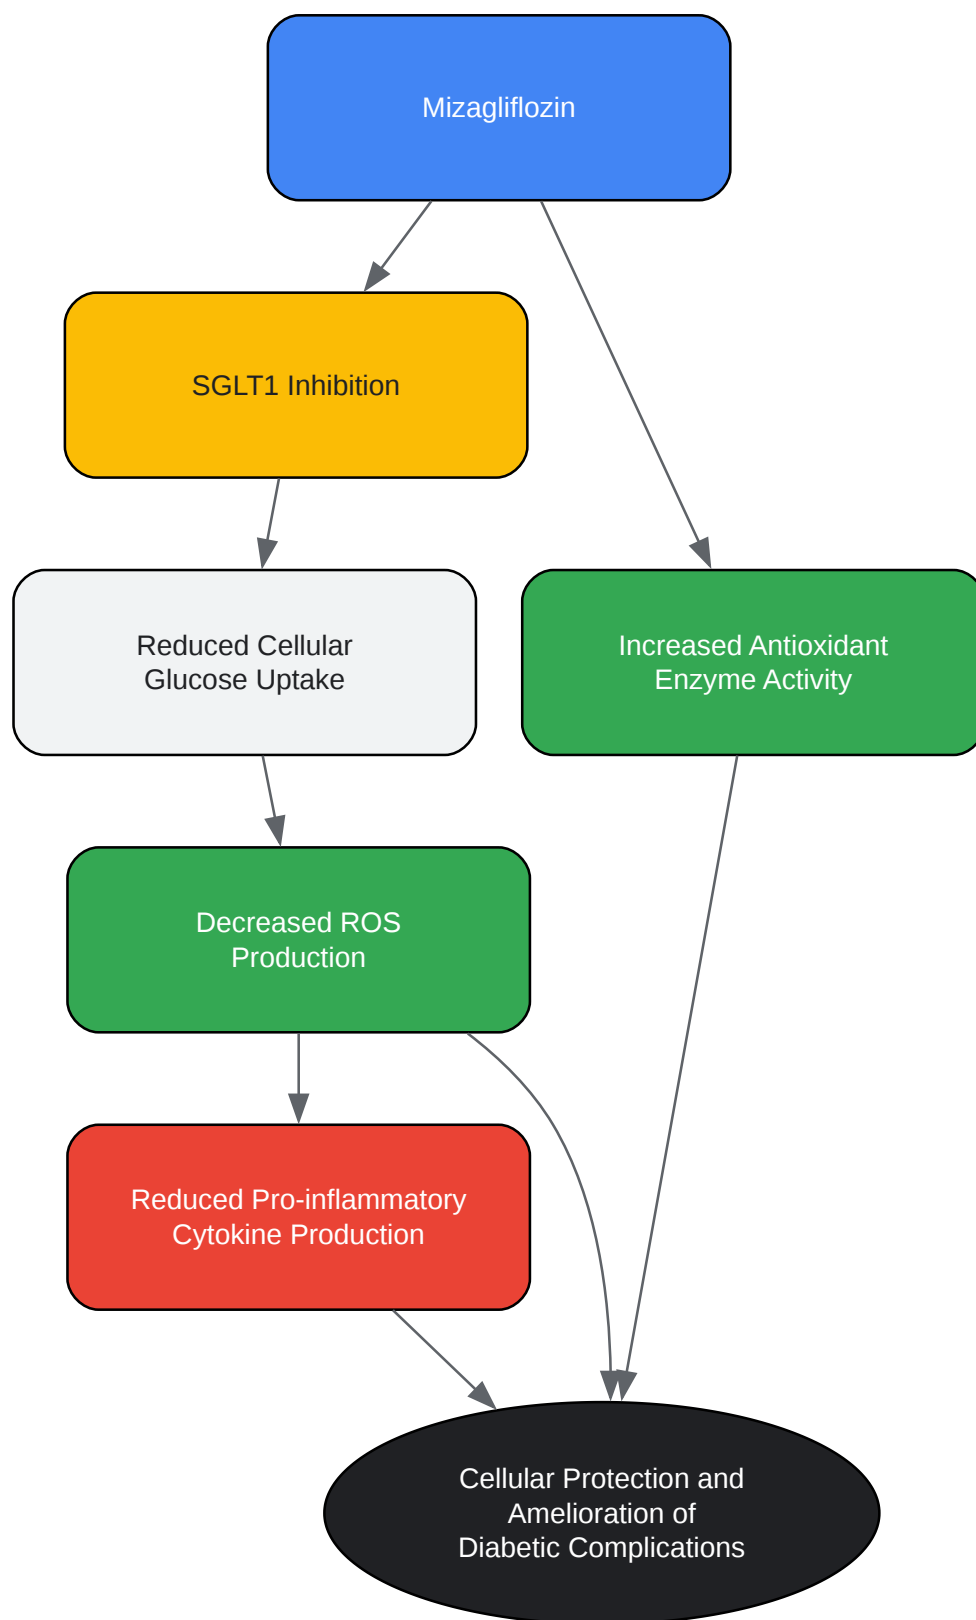 Mizagliflozin
SGLT1 Inhibition
Reduced Cellular
Glucose Uptake
Increased Antioxidant
Enzyme Activity
Decreased ROS
Production
Reduced Pro-inflammatory
Cytokine Production
Cellular Protection and
Amelioration of
Diabetic Complications